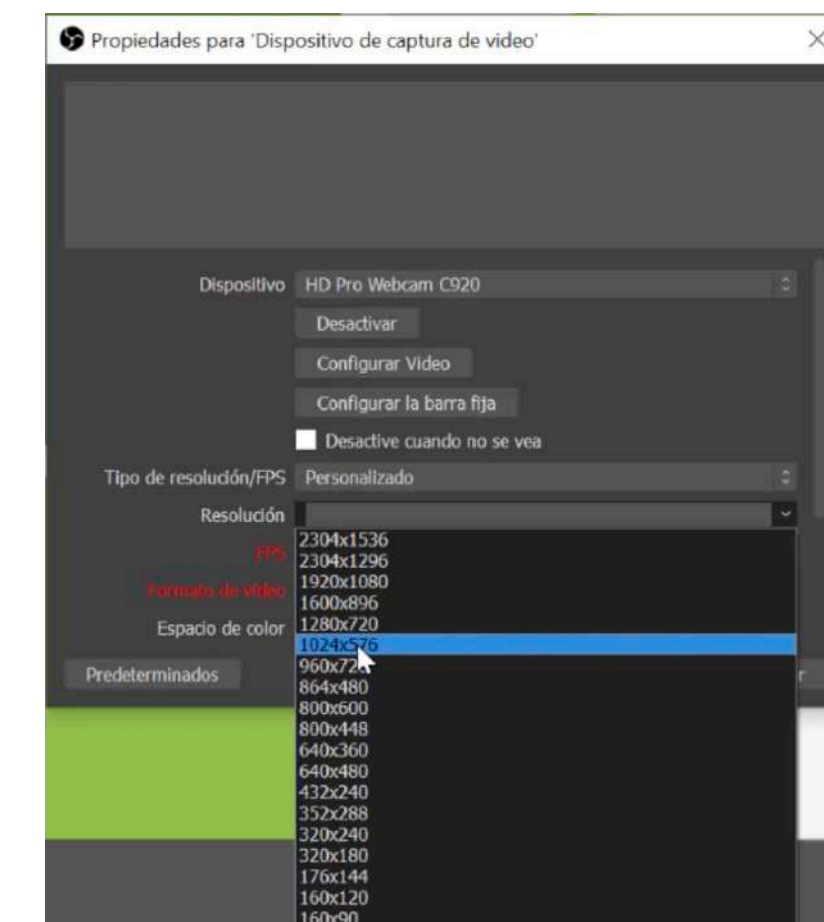 Propiedades para 'Dispositivo de captura de video'
Dispositivo HD Pro Webcam C920
Desactivar
Configurar Video
Configurar la barra fija
Desactive cuando no se vea
Tipo de resolución/FPS Personalizado
Resolución
2304x1536
FPS
2304x1296
1920x1080
Formato de vídeo
1600x896
Espacio de color
1280x720
1024x576
Predeterminados
960x720
864x480
800x600
800x448
640x360
640x480
432x240
352x288
320x240
320x180
176x144
160x120
160x90